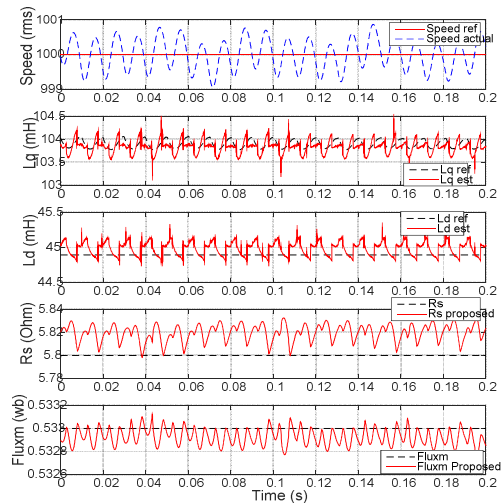 Speed (rms)
1001
1000
999
Speed ref
Speed actual
0 0.02 0.04 0.06 0.08 0.1 0.12 0.14 0.16 0.18 0.2
Lq (mH)
104.5
104
103.5
103
Lq ref
Lq est
0 0.02 0.04 0.06 0.08 0.1 0.12 0.14 0.16 0.18 0.2
Ld (mH)
45.5
45
44.5
Ld ref
Ld est
0 0.02 0.04 0.06 0.08 0.1 0.12 0.14 0.16 0.18 0.2
Rs (Ohm)
5.84
5.82
5.8
5.78
Rs
Rs proposed
0 0.02 0.04 0.06 0.08 0.1 0.12 0.14 0.16 0.18 0.2
Fluxm (wb)
0.5332
0.533
0.5328
0.5326
Fluxm
Fluxm Proposed
0 0.02 0.04 0.06 0.08 0.1 0.12 0.14 0.16 0.18 0.2
Time (s)